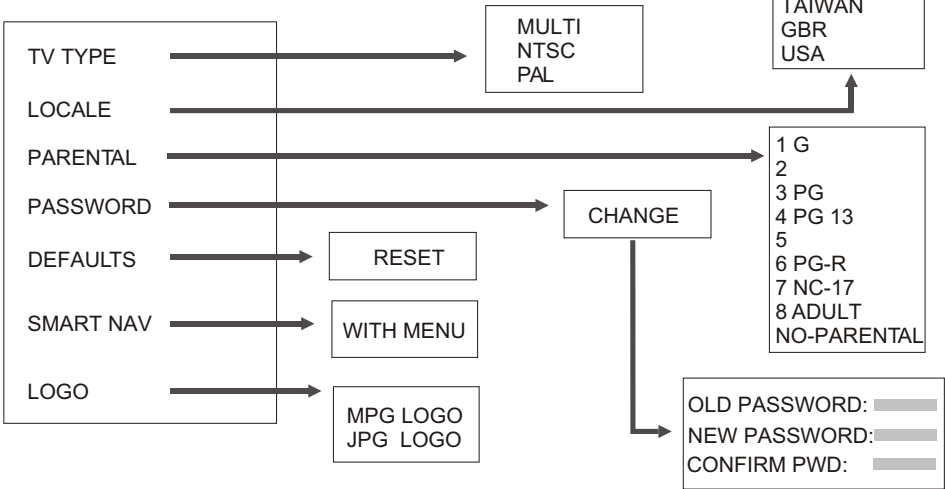 TV TYPE
LOCALE
PARENTAL
PASSWORD
DEFAULTS
SMART NAV
LOGO
MULTI
NTSC
PAL
TAIWAN
GBR
USA
1 G
2
3 PG
4 PG 13
5
6 PG-R
7 NC-17
8 ADULT
NO-PARENTAL
CHANGE
RESET
WITH MENU
MPG LOGO
JPG LOGO
OLD PASSWORD:
NEW PASSWORD:
CONFIRM PWD: